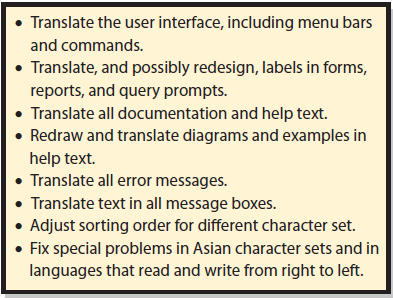 • Translate the user interface, including menu bars
and commands.
• Translate, and possibly redesign, labels in forms,
reports, and query prompts.
• Translate all documentation and help text.
• Redraw and translate diagrams and examples in
help text.
• Translate all error messages.
• Translate text in all message boxes.
• Adjust sorting order for different character set.
• Fix special problems in Asian character sets and in
languages that read and write from right to left.